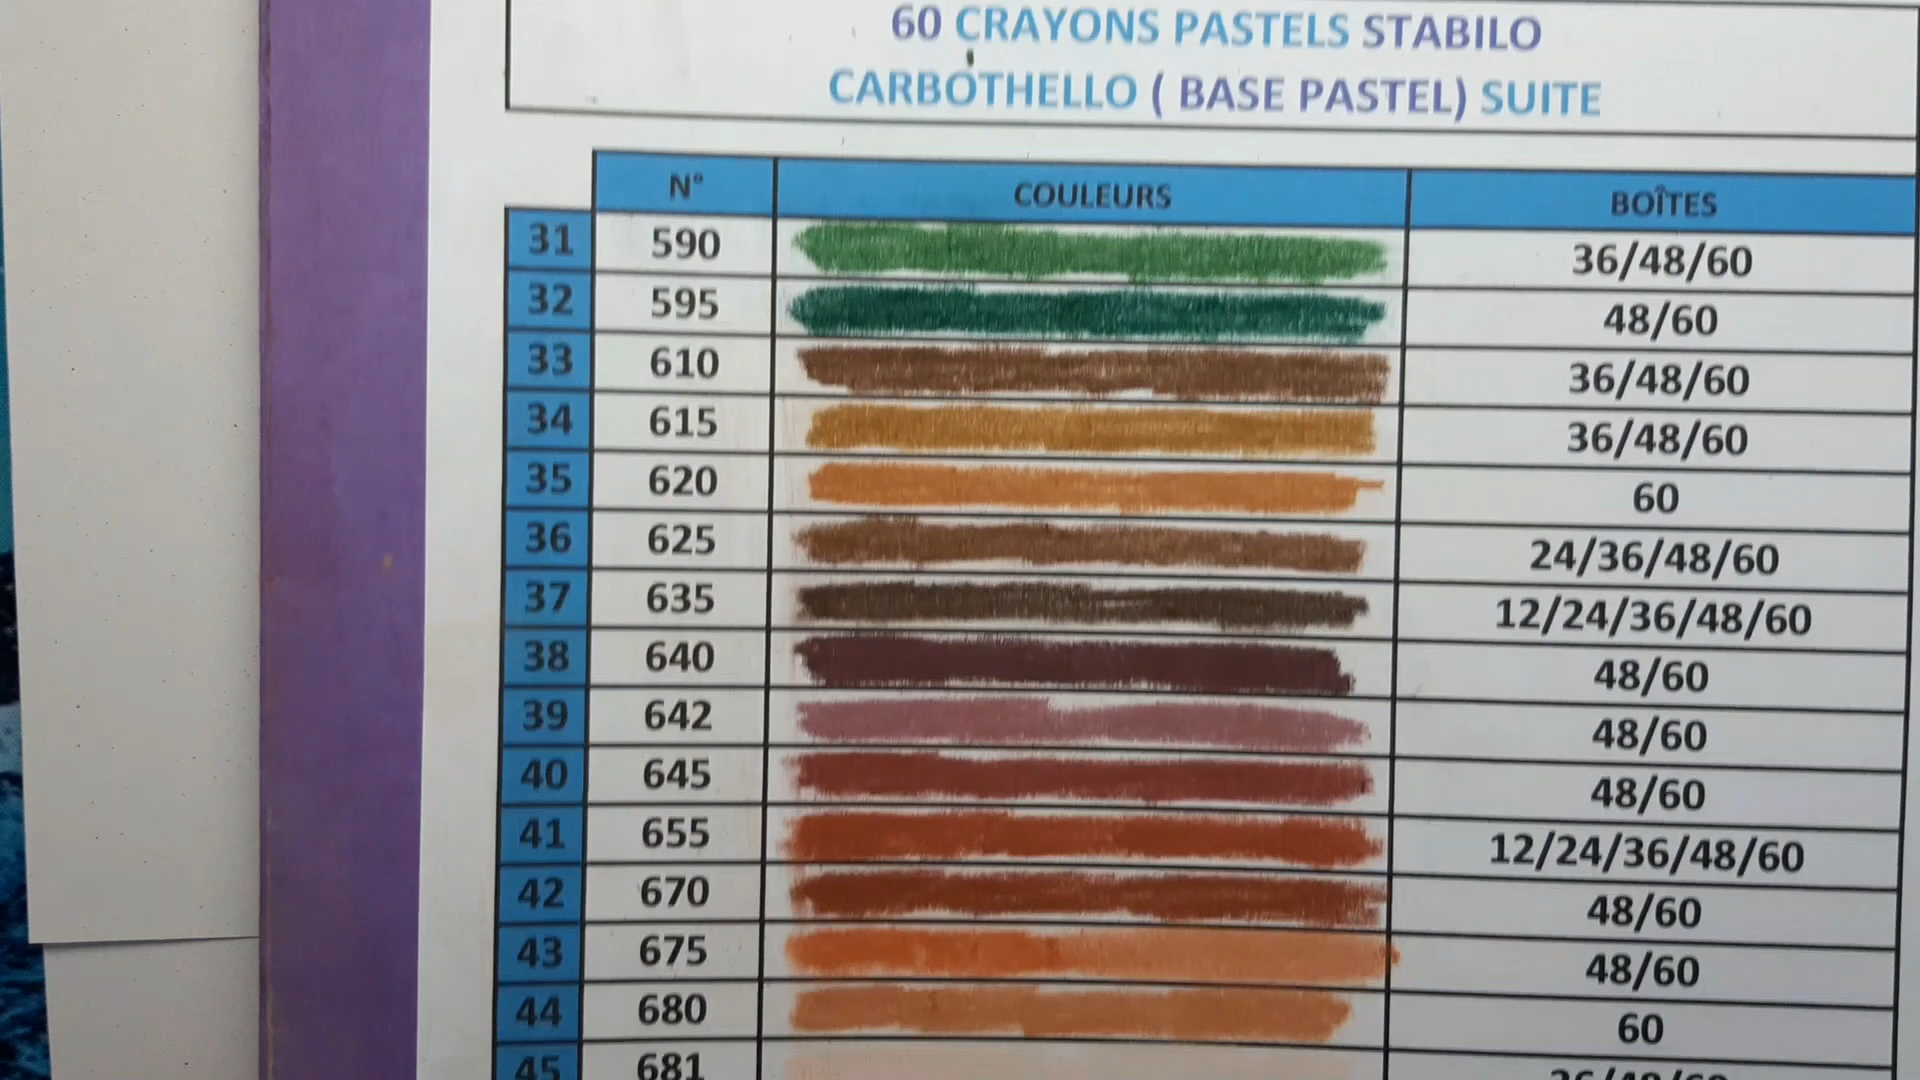 60 CRAYONS PASTELS STABILO
CARBOTHELLO ( BASE PASTEL) SUITE
N° COULEURS BOÎTES
31 590 36/48/60
32 595 48/60
33 610 36/48/60
34 615 36/48/60
35 620 60
36 625 24/36/48/60
37 635 12/24/36/48/60
38 640 48/60
39 642 48/60
40 645 48/60
41 655 12/24/36/48/60
42 670 48/60
43 675 48/60
44 680 60
45 681 36/48/60